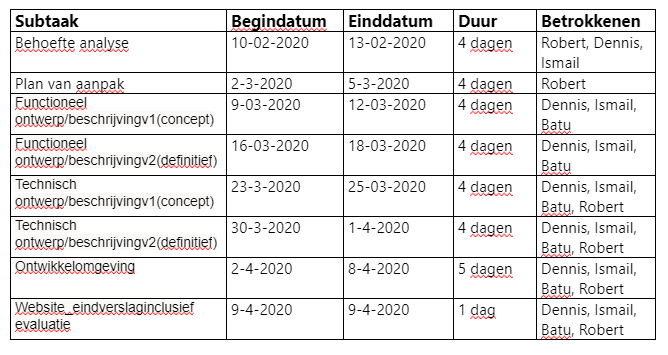 Subtaak Begindatum Einddatum Duur Betrokkenen
Behoefte analyse 10-02-2020 13-02-2020 4 dagen Robert, Dennis,
Ismail
Plan van aanpak 2-3-2020 5-3-2020 4 dagen Robert
Functioneel 9-03-2020 12-03-2020 4 dagen Dennis, Ismail,
ontwerp/beschrijvingv1(concept) Batu
Functioneel 16-03-2020 18-03-2020 4 dagen Dennis, Ismail,
ontwerp/beschrijvingv2(definitief) Batu
Technisch 23-3-2020 25-03-2020 4 dagen Dennis, Ismail,
ontwerp/beschrijvingv1(concept) Batu, Robert
Technisch 30-3-2020 1-4-2020 4 dagen Dennis, Ismail,
ontwerp/beschrijvingv2(definitief) Batu, Robert
Ontwikkelomgeving 2-4-2020 8-4-2020 5 dagen Dennis, Ismail,
Batu, Robert
Website_eindverslaginclusief 9-4-2020 9-4-2020 1 dag Dennis, Ismail,
evaluatie Batu, Robert